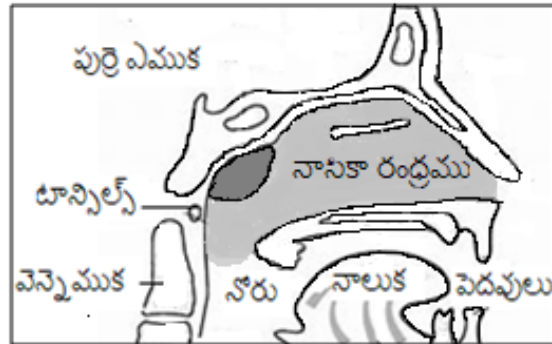 పుర్రె ఎముక
నాసికా రంధ్రము
టాన్సిల్స్
వెన్నెముక
నోరు
నాలుక
పెదవులు